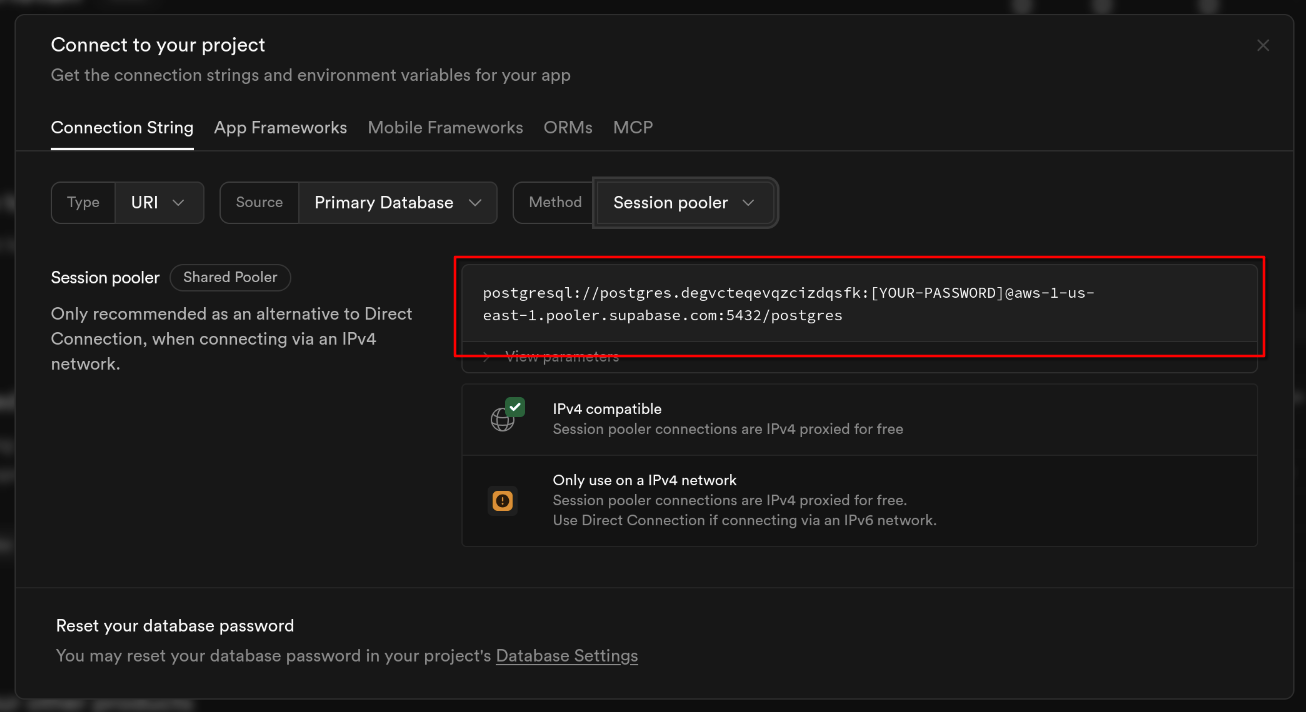 Connect to your project
Get the connection strings and environment variables for your app
Connection String App Frameworks Mobile Frameworks ORMs MCP
Type URI Source Primary Database Method Session pooler
Session pooler Shared Pooler
Only recommended as an alternative to Direct
Connection, when connecting via an IPv4
network.
postgresql://postgres.degvcteqevqzcizdqsfk:[YOUR-PASSWORD]@aws-1-us-
east-1.pooler.supabase.com:5432/postgres
View parameters
IPv4 compatible
Session pooler connections are IPv4 proxied for free
Only use on a IPv4 network
Session pooler connections are IPv4 proxied for free.
Use Direct Connection if connecting via an IPv6 network.
Reset your database password
You may reset your database password in your project's Database Settings